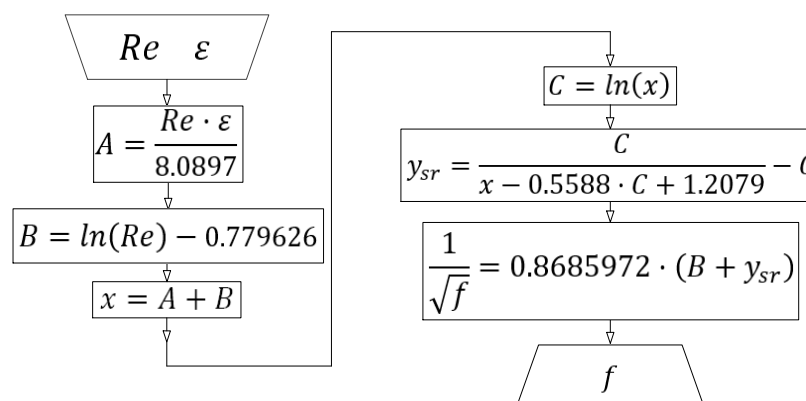 Re ε
A = Re · ε / 8.0897
B = ln(Re) − 0.779626
x = A + B
C = ln(x)
y_sr = C / (x − 0.5588 · C + 1.2079) −
1 / √f = 0.8685972 · (B + y_sr)
f